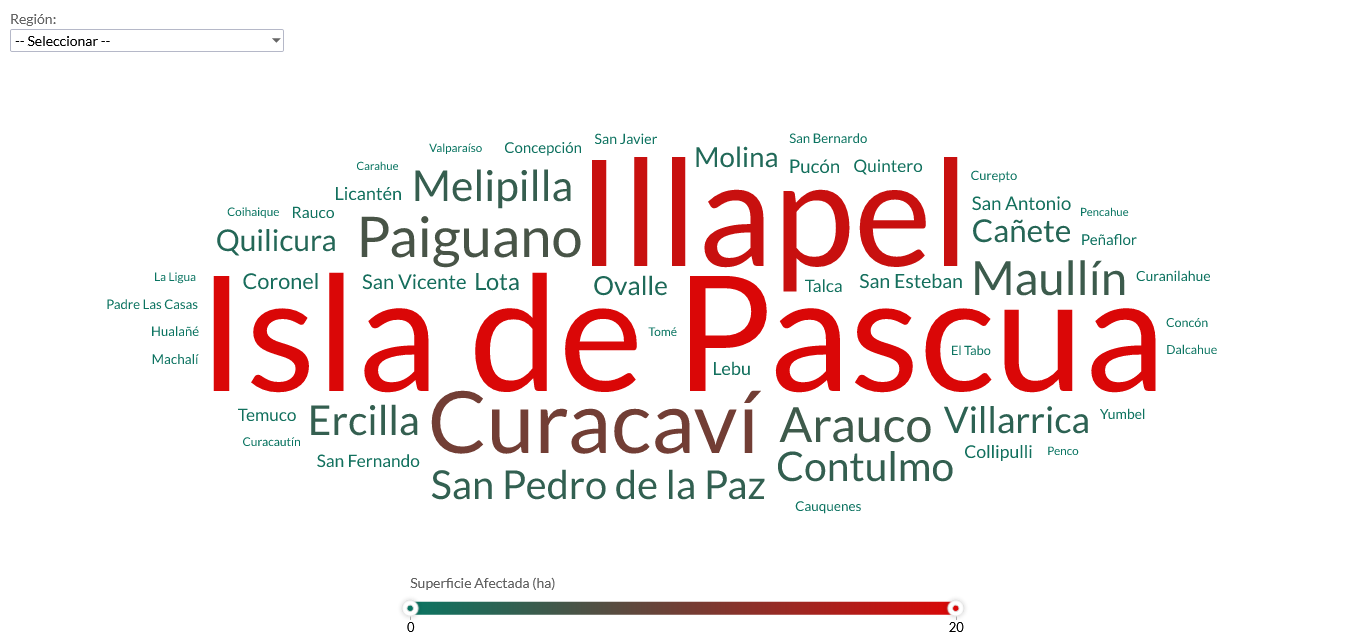 Región:
-- Seleccionar --
San Javier
San Bernardo
Valparaíso
Concepción
Molina
Carahue
Pucón
Quintero
Curepto
Licantén
Melipilla
Illapel
San Antonio
Coihaique
Rauco
Pencahue
Quilicura
Paiguano
Cañete
Peñaflor
La Ligua
Coronel
San Vicente
Lota
Ovalle
Talca
San Esteban
Maullín
Curanilahue
Padre Las Casas
Isla de Pascua
Hualañé
Tomé
Concón
Machalí
Lebu
El Tabo
Dalcahue
Temuco
Ercilla
Curacaví
Arauco
Villarrica
Yumbel
Curacautín
San Fernando
Contulmo
Collipulli
Penco
San Pedro de la Paz
Cauquenes
Superficie Afectada (ha)
0
20